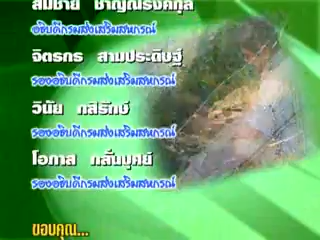 สมชาย ชาญณรงค์กุล
อธิบดีกรมส่งเสริมสหกรณ์
จิตรกร สามประดิษฐ์
รองอธิบดีกรมส่งเสริมสหกรณ์
วินัย กสิรักษ์
รองอธิบดีกรมส่งเสริมสหกรณ์
โอภาส กลั่นบุศย์
รองอธิบดีกรมส่งเสริมสหกรณ์
ขอบคุณ...